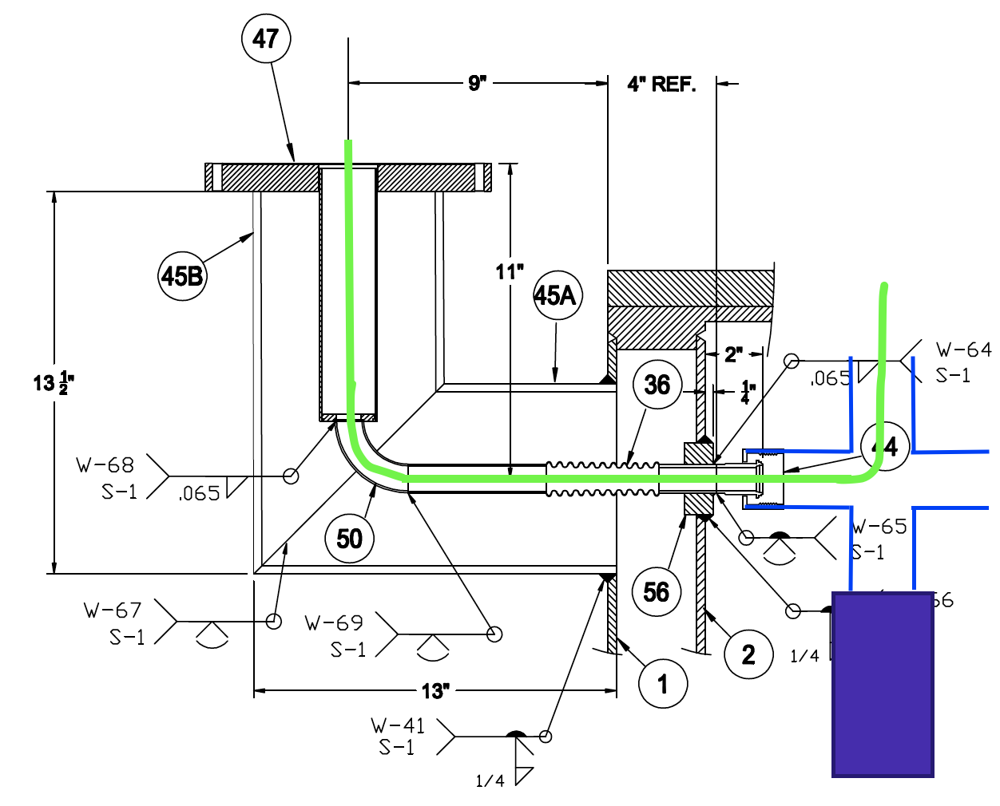 47
9"
4" REF.
45B
11"
45A
13 1/2"
36
2"
1/4"
W-64
.065
S-1
44
W-68
S-1
.065
50
W-65
S-1
56
W-67
S-1
W-69
S-1
6
2
1/4
1
13"
W-41
S-1
1/4